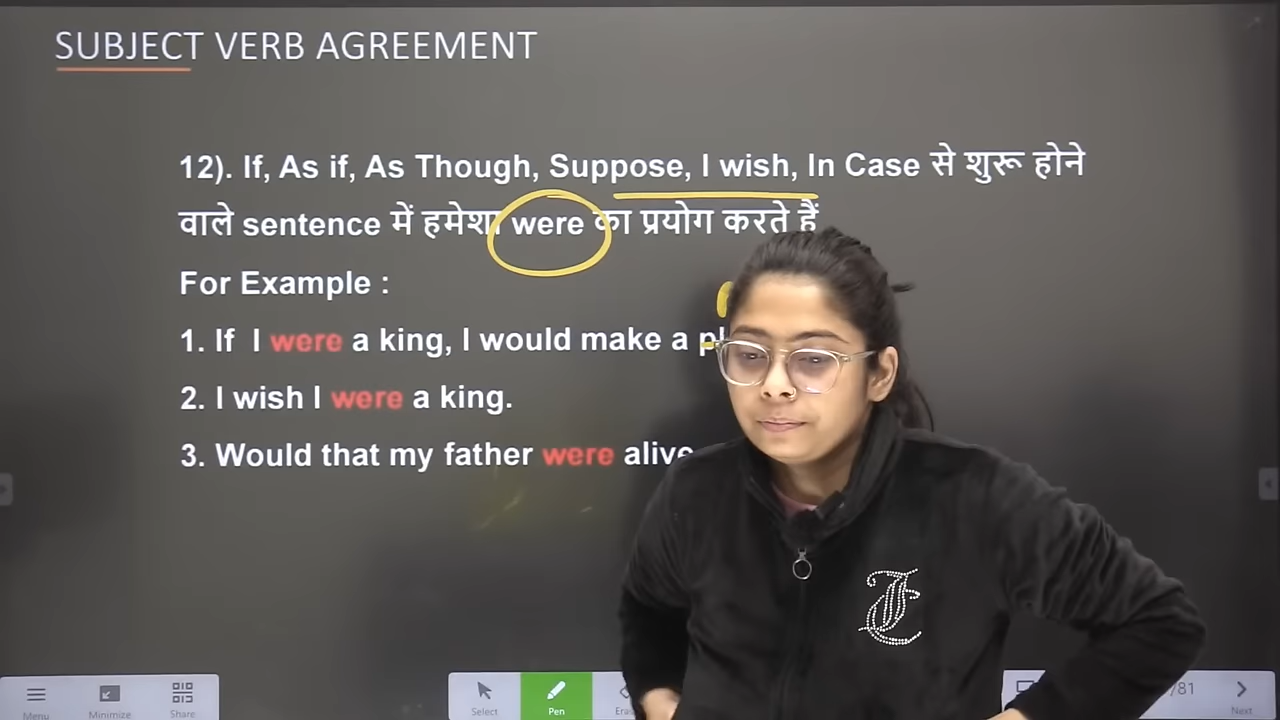 SUBJECT VERB AGREEMENT
12). If, As if, As Though, Suppose, I wish, In Case से शुरू होने
वाले sentence में हमेशा were का प्रयोग करते हैं
For Example :
1. If I were a king, I would make a
2. I wish I were a king.
3. Would that my father were alive
Menu
Minimize
Share
Select
Pen
/81
Next